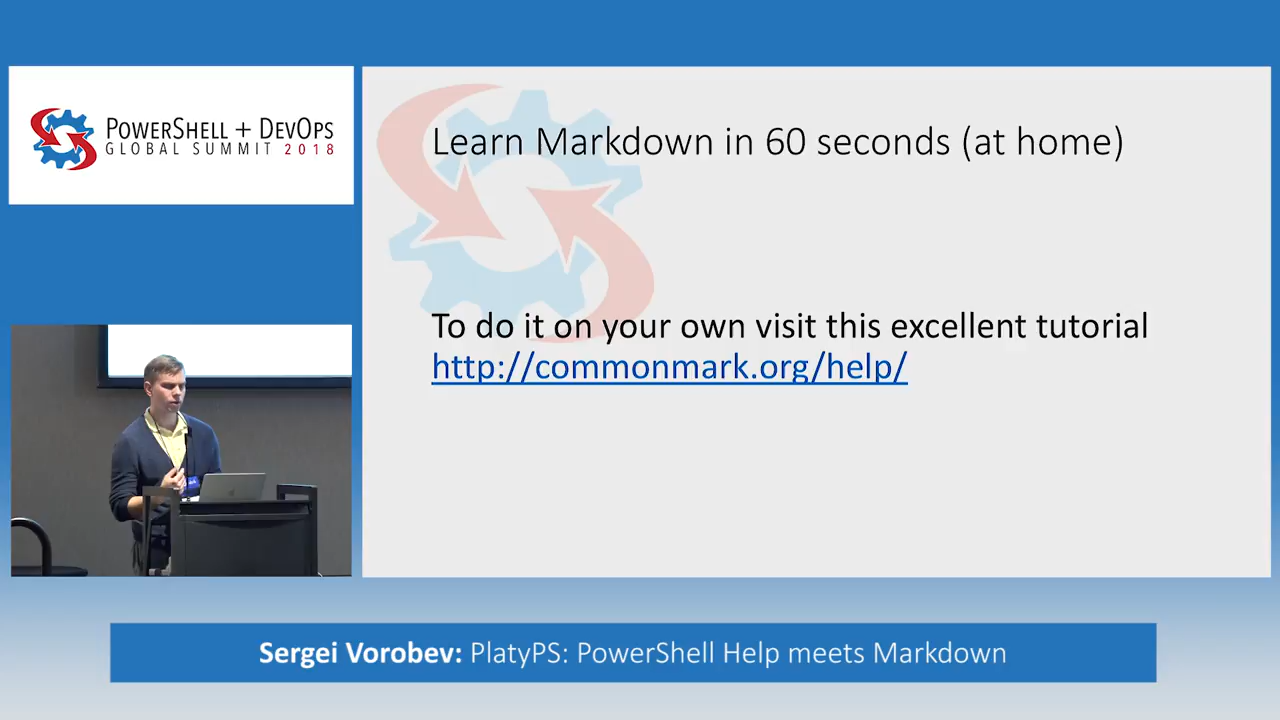 POWERSHELL + DEVOPS
GLOBAL SUMMIT 2018
Learn Markdown in 60 seconds (at home)
To do it on your own visit this excellent tutorial
http://commonmark.org/help/
Sergei Vorobev: PlatyPS: PowerShell Help meets Markdown